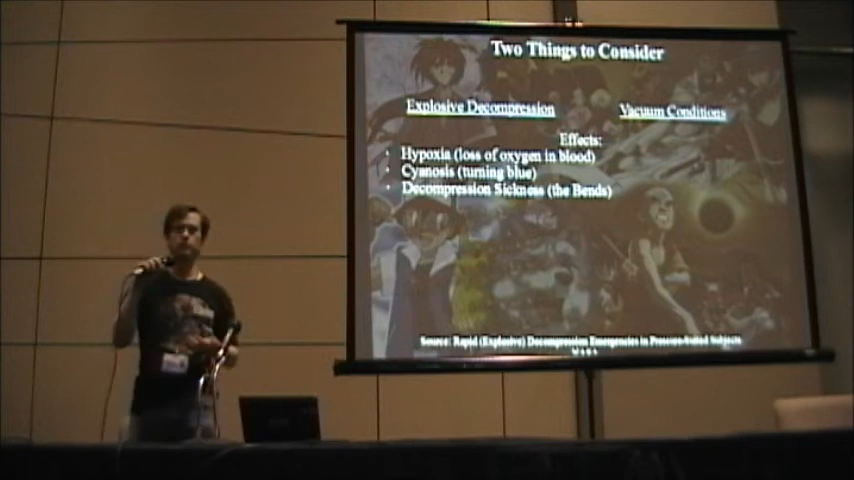 Two Things to Consider
Explosive Decompression Vacuum Conditions
Effects:
· Hypoxia (loss of oxygen in blood)
· Cyanosis (turning blue)
· Decompression Sickness (the Bends)
Source: Rapid (Explosive) Decompression Emergencies in Pressure-Suited Subjects